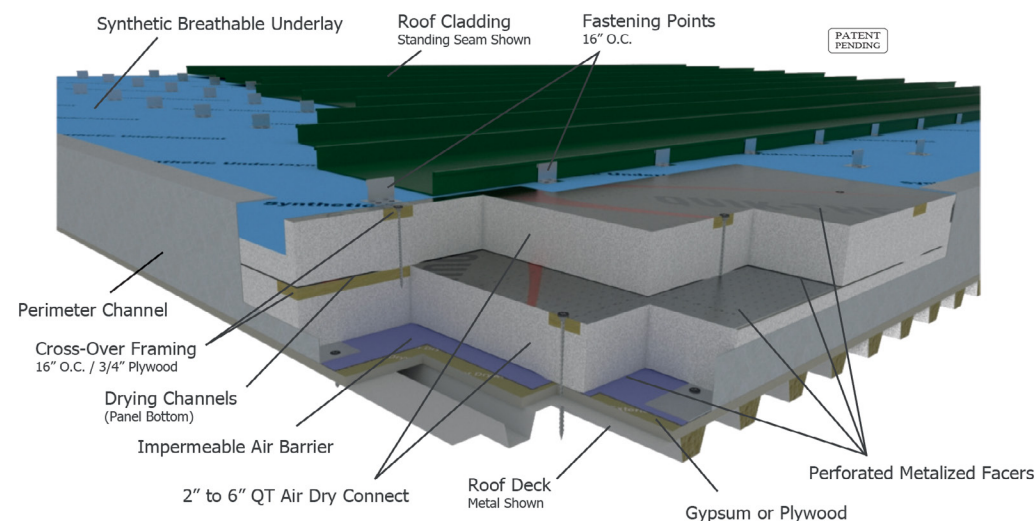 Synthetic Breathable Underlay
Roof Cladding
Standing Seam Shown
Fastening Points
16” O.C.
PATENT
PENDING
Perimeter Channel
Cross-Over Framing
16” O.C. / 3/4” Plywood
Drying Channels
(Panel Bottom)
Impermeable Air Barrier
2” to 6” QT Air Dry Connect
Roof Deck
Metal Shown
Perforated Metalized Facers
Gypsum or Plywood